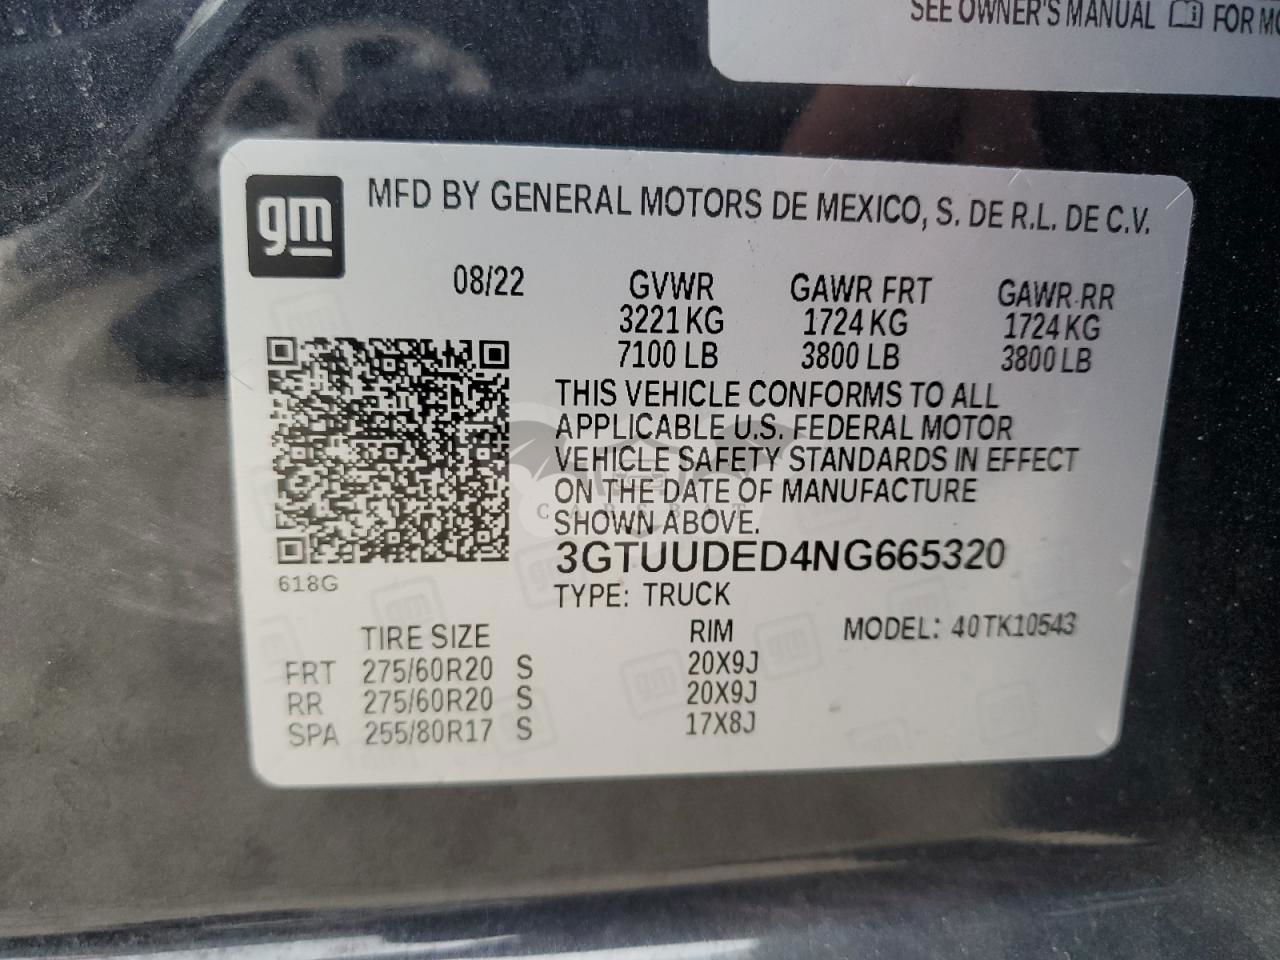 SEE OWNER'S MANUAL FOR
gm
MFD BY GENERAL MOTORS DE MEXICO, S. DE R.L. DE C.V.
08/22 GVWR GAWR FRT GAWR RR
3221 KG 1724 KG 1724 KG
7100 LB 3800 LB 3800 LB
THIS VEHICLE CONFORMS TO ALL
APPLICABLE U.S. FEDERAL MOTOR
VEHICLE SAFETY STANDARDS IN EFFECT
ON THE DATE OF MANUFACTURE
SHOWN ABOVE.
3GTUUDED4NG665320
618G
TYPE: TRUCK
TIRE SIZE RIM MODEL: 40TK10543
FRT 275/60R20 S 20X9J
RR 275/60R20 S 20X9J
SPA 255/80R17 S 17X8J